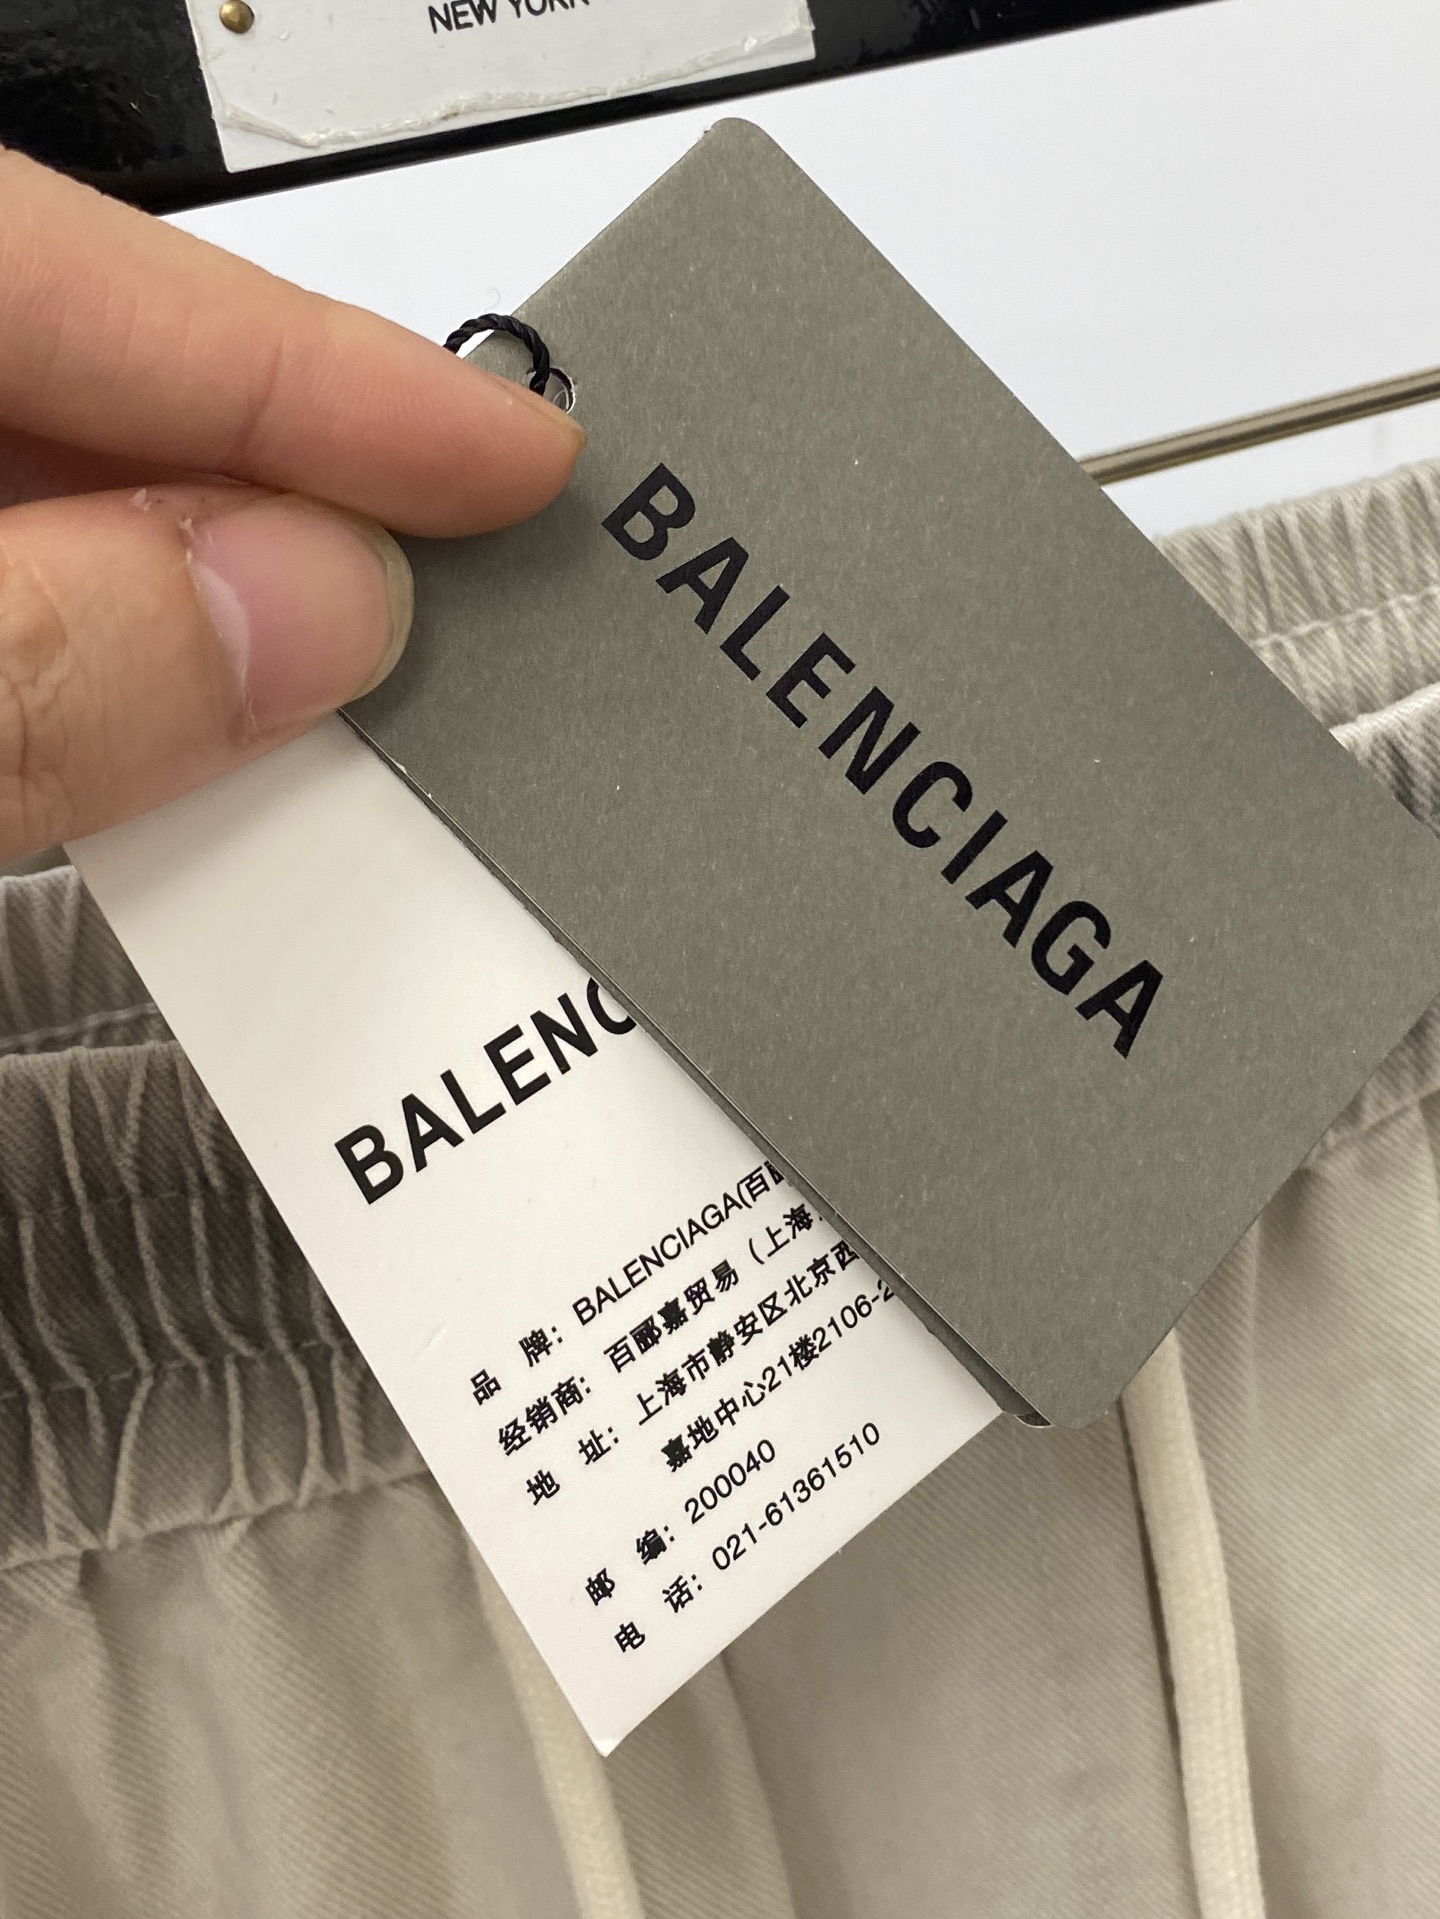 NEW YORK
BALENCIAGA
BALENC
品 牌：BALENCIAGA(百
经销商：百郦嘉贸易（上海
地 址：上海市静安区北京西
嘉地中心21楼2106-2
邮 编：200040
电 话：021-61361510